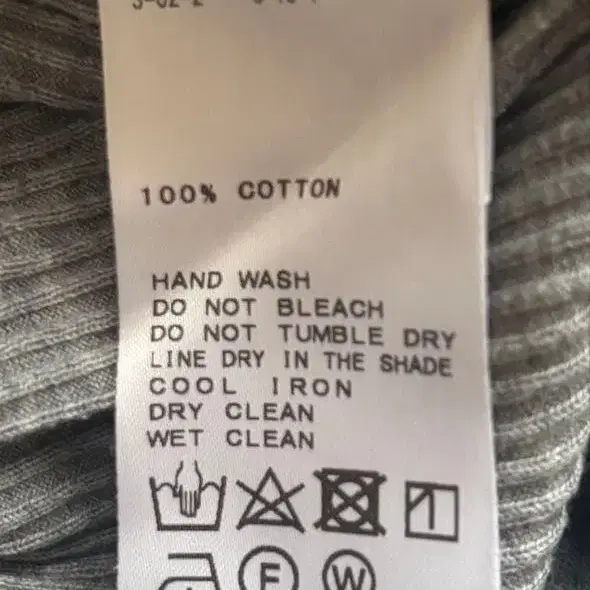 100% COTTON
HAND WASH
DO NOT BLEACH
DO NOT TUMBLE DRY
LINE DRY IN THE SHADE
COOL IRON
DRY CLEAN
WET CLEAN
F W